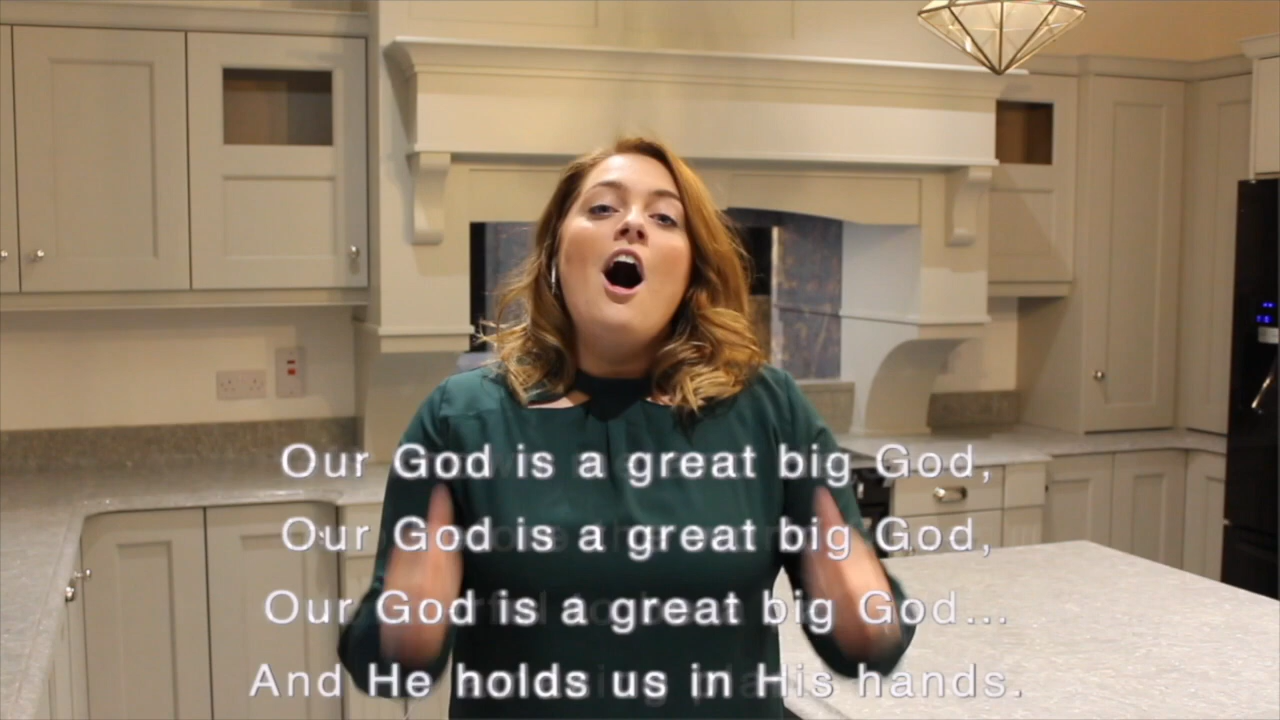 Our God is a great big God,
Our God is a great big God,
Our God is a great big God...
And He holds us in His hands.